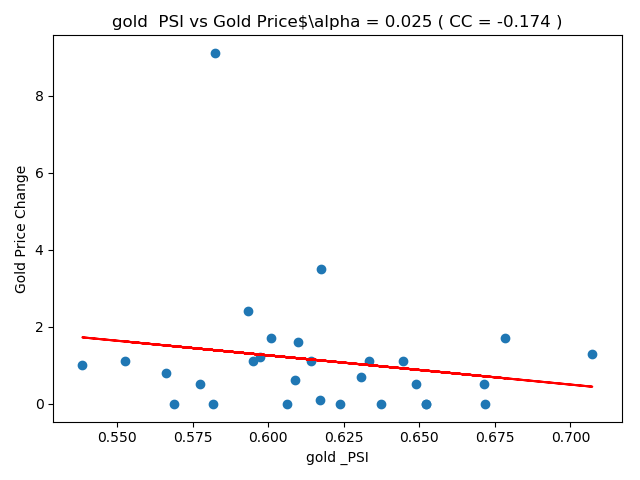 gold  PSI vs Gold Price$\alpha = 0.025 ( CC = -0.174 )
Gold Price Change
8
6
4
2
0
0.550 0.575 0.600 0.625 0.650 0.675 0.700
gold _PSI